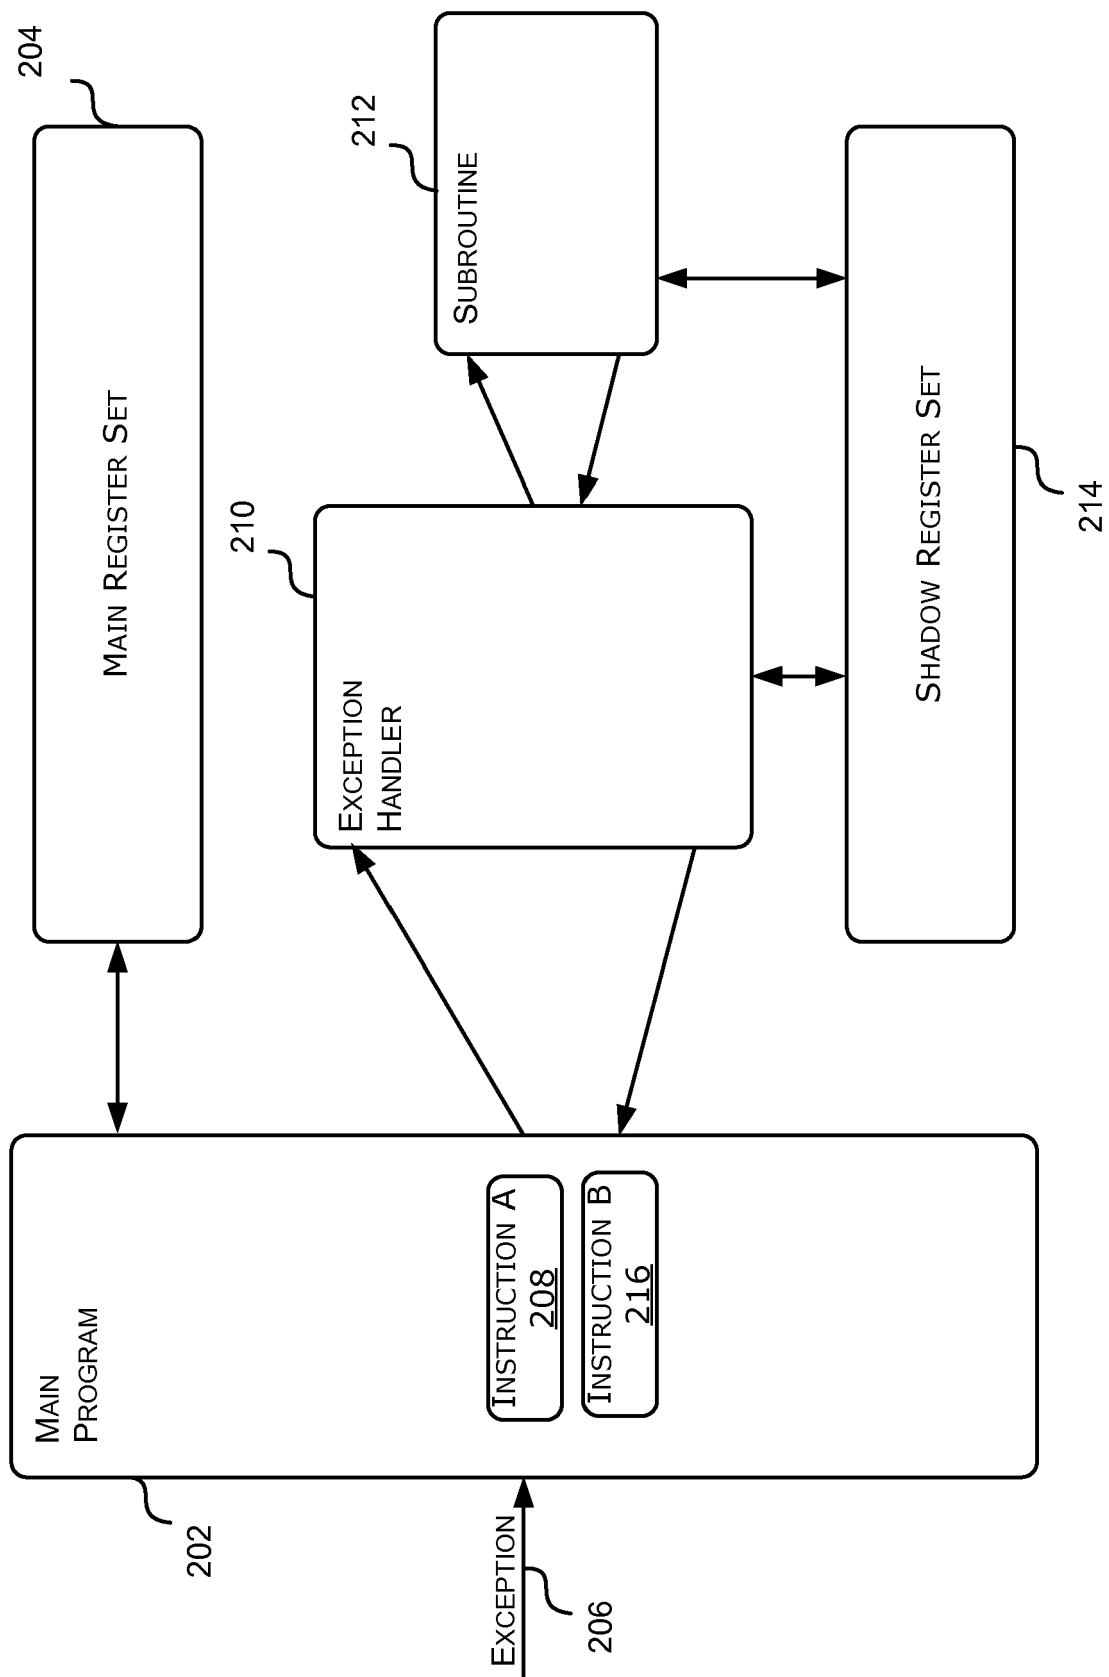 MAIN REGISTER SET
204
MAIN
PROGRAM
202
EXCEPTION
206
INSTRUCTION A
208
INSTRUCTION B
216
EXCEPTION
HANDLER
210
SUBROUTINE
212
SHADOW REGISTER SET
214